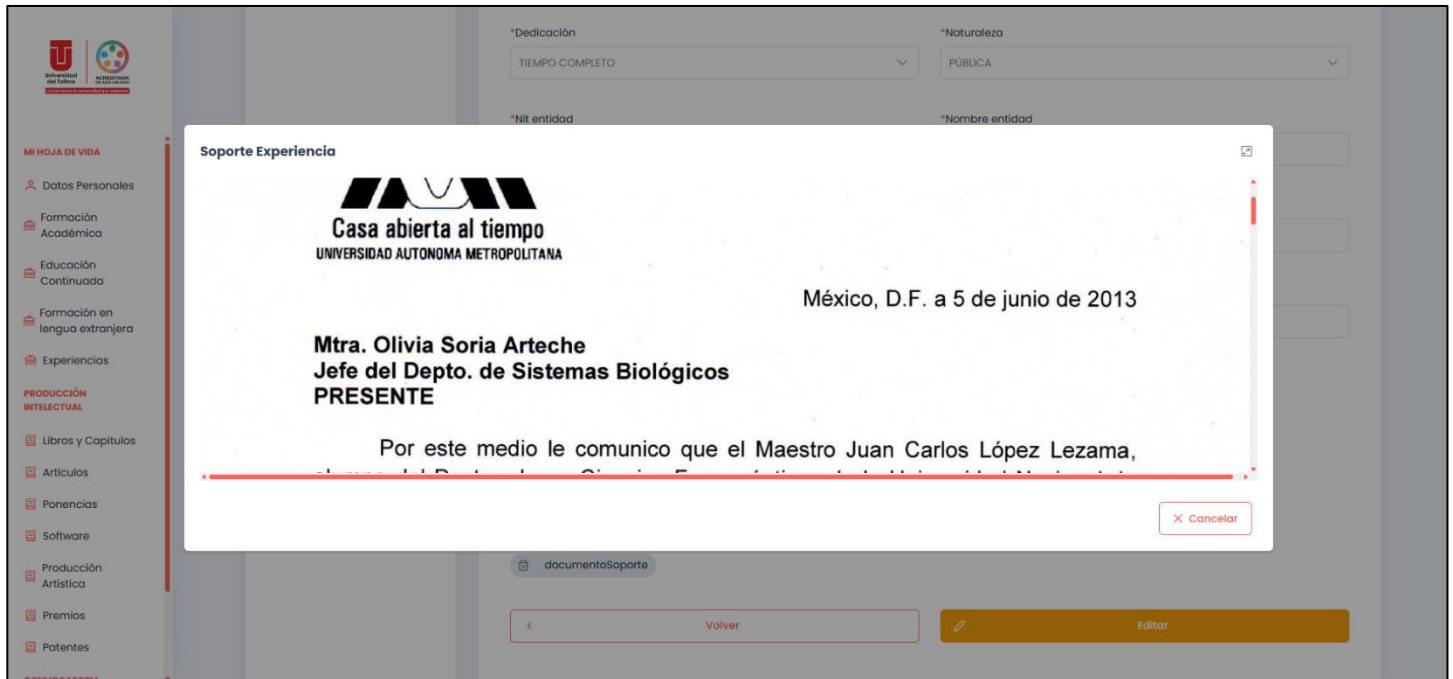 Universidad
del Tolima
ACREDITADA
DE ALTA CALIDAD
MI HOJA DE VIDA
Datos Personales
Formación
Académica
Educación
Continuada
Formación en
lengua extranjera
Experiencias
PRODUCCIÓN
INTELECTUAL
Libros y Capítulos
Artículos
Ponencias
Software
Producción
Artística
Premios
Patentes
*Dedicación
*Naturaleza
TIEMPO COMPLETO
PÚBLICA
*Nit entidad
*Nombre entidad
Soporte Experiencia
Casa abierta al tiempo
UNIVERSIDAD AUTONOMA METROPOLITANA
México, D.F. a 5 de junio de 2013
Mtra. Olivia Soria Arteche
Jefe del Depto. de Sistemas Biológicos
PRESENTE
Por este medio le comunico que el Maestro Juan Carlos López Lezama,
Cancelar
documentoSoporte
Volver
Editar